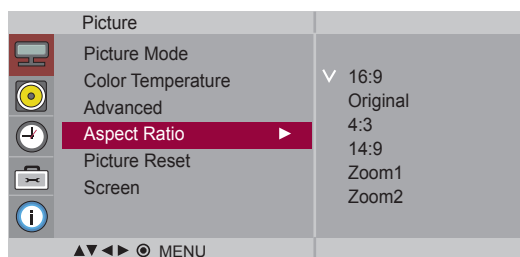 Picture
Picture Mode
Color Temperature
Advanced
Aspect Ratio
Picture Reset
Screen
16:9
Original
4:3
14:9
Zoom1
Zoom2
MENU